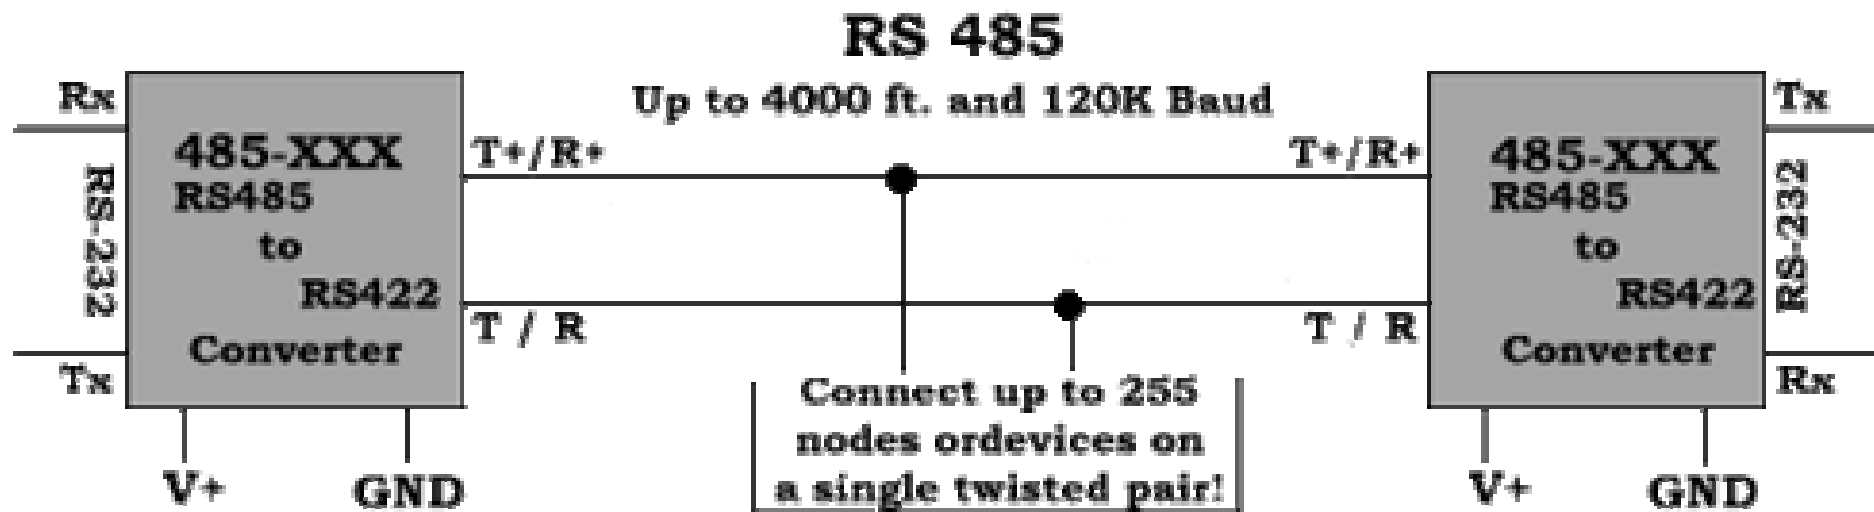 RS 485
Up to 4000 ft. and 120K Baud
Rx
RS-232
Tx
485-XXX
RS485
to
RS422
Converter
V+
GND
T+/R+
T / R
T+/R+
T / R
Connect up to 255
nodes ordevices on
a single twisted pair!
485-XXX
RS485
to
RS422
Converter
V+
GND
Tx
RS-232
Rx